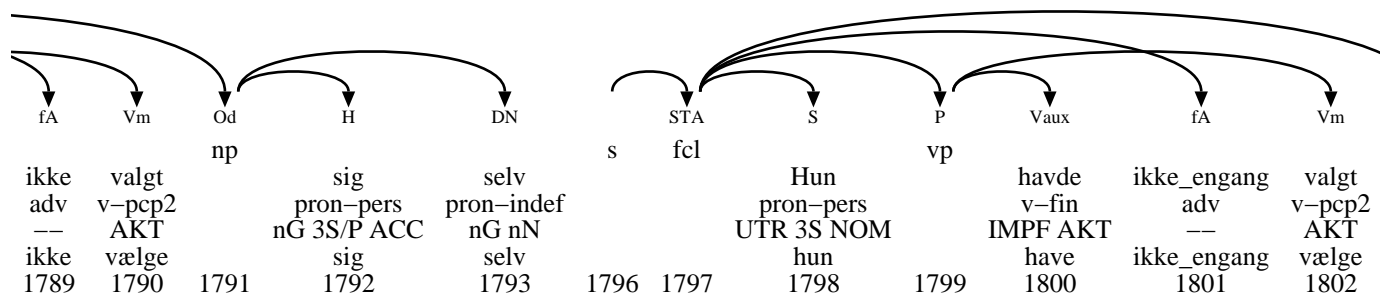 fA Vm Od H DN STA S P Vaux fA Vm
np s fcl vp
ikke valgt sig selv Hun havde ikke_engang valgt
adv v−pcp2 pron−pers pron−indef pron−pers v−fin adv v−pcp2
−− AKT nG 3S/P ACC nG nN UTR 3S NOM IMPF AKT −− AKT
ikke vælge sig selv hun have ikke_engang vælge
1789 1790 1791 1792 1793 1796 1797 1798 1799 1800 1801 1802